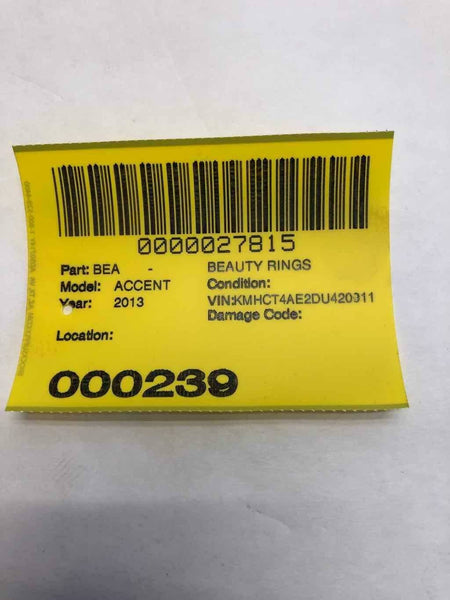 0000027815
Part: BEA - BEAUTY RINGS
Model: ACCENT Condition:
Year: 2013 VIN:KMHCT4AE2DU420311
Damage Code:
Location:
000239